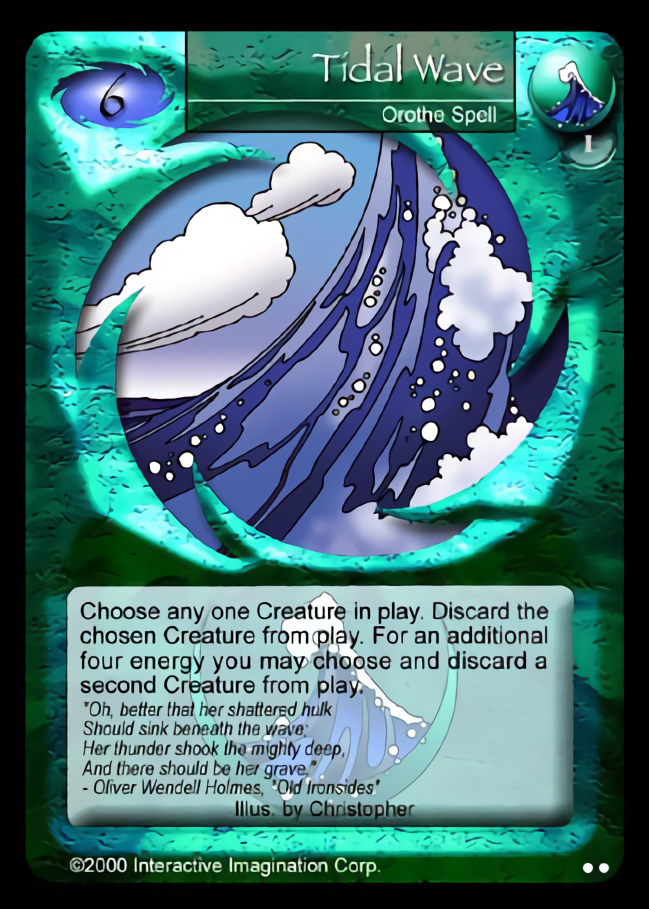 6
Tidal Wave
Orothe Spell
1
Choose any one Creature in play. Discard the
chosen Creature from play. For an additional
four energy you may choose and discard a
second Creature from play.
"Oh, better that her shattered hulk
Should sink beneath the wave;
Her thunder shook the mighty deep,
And there should be her grave."
- Oliver Wendell Holmes, "Old Ironsides"
Illus. by Christopher
©2000 Interactive Imagination Corp.